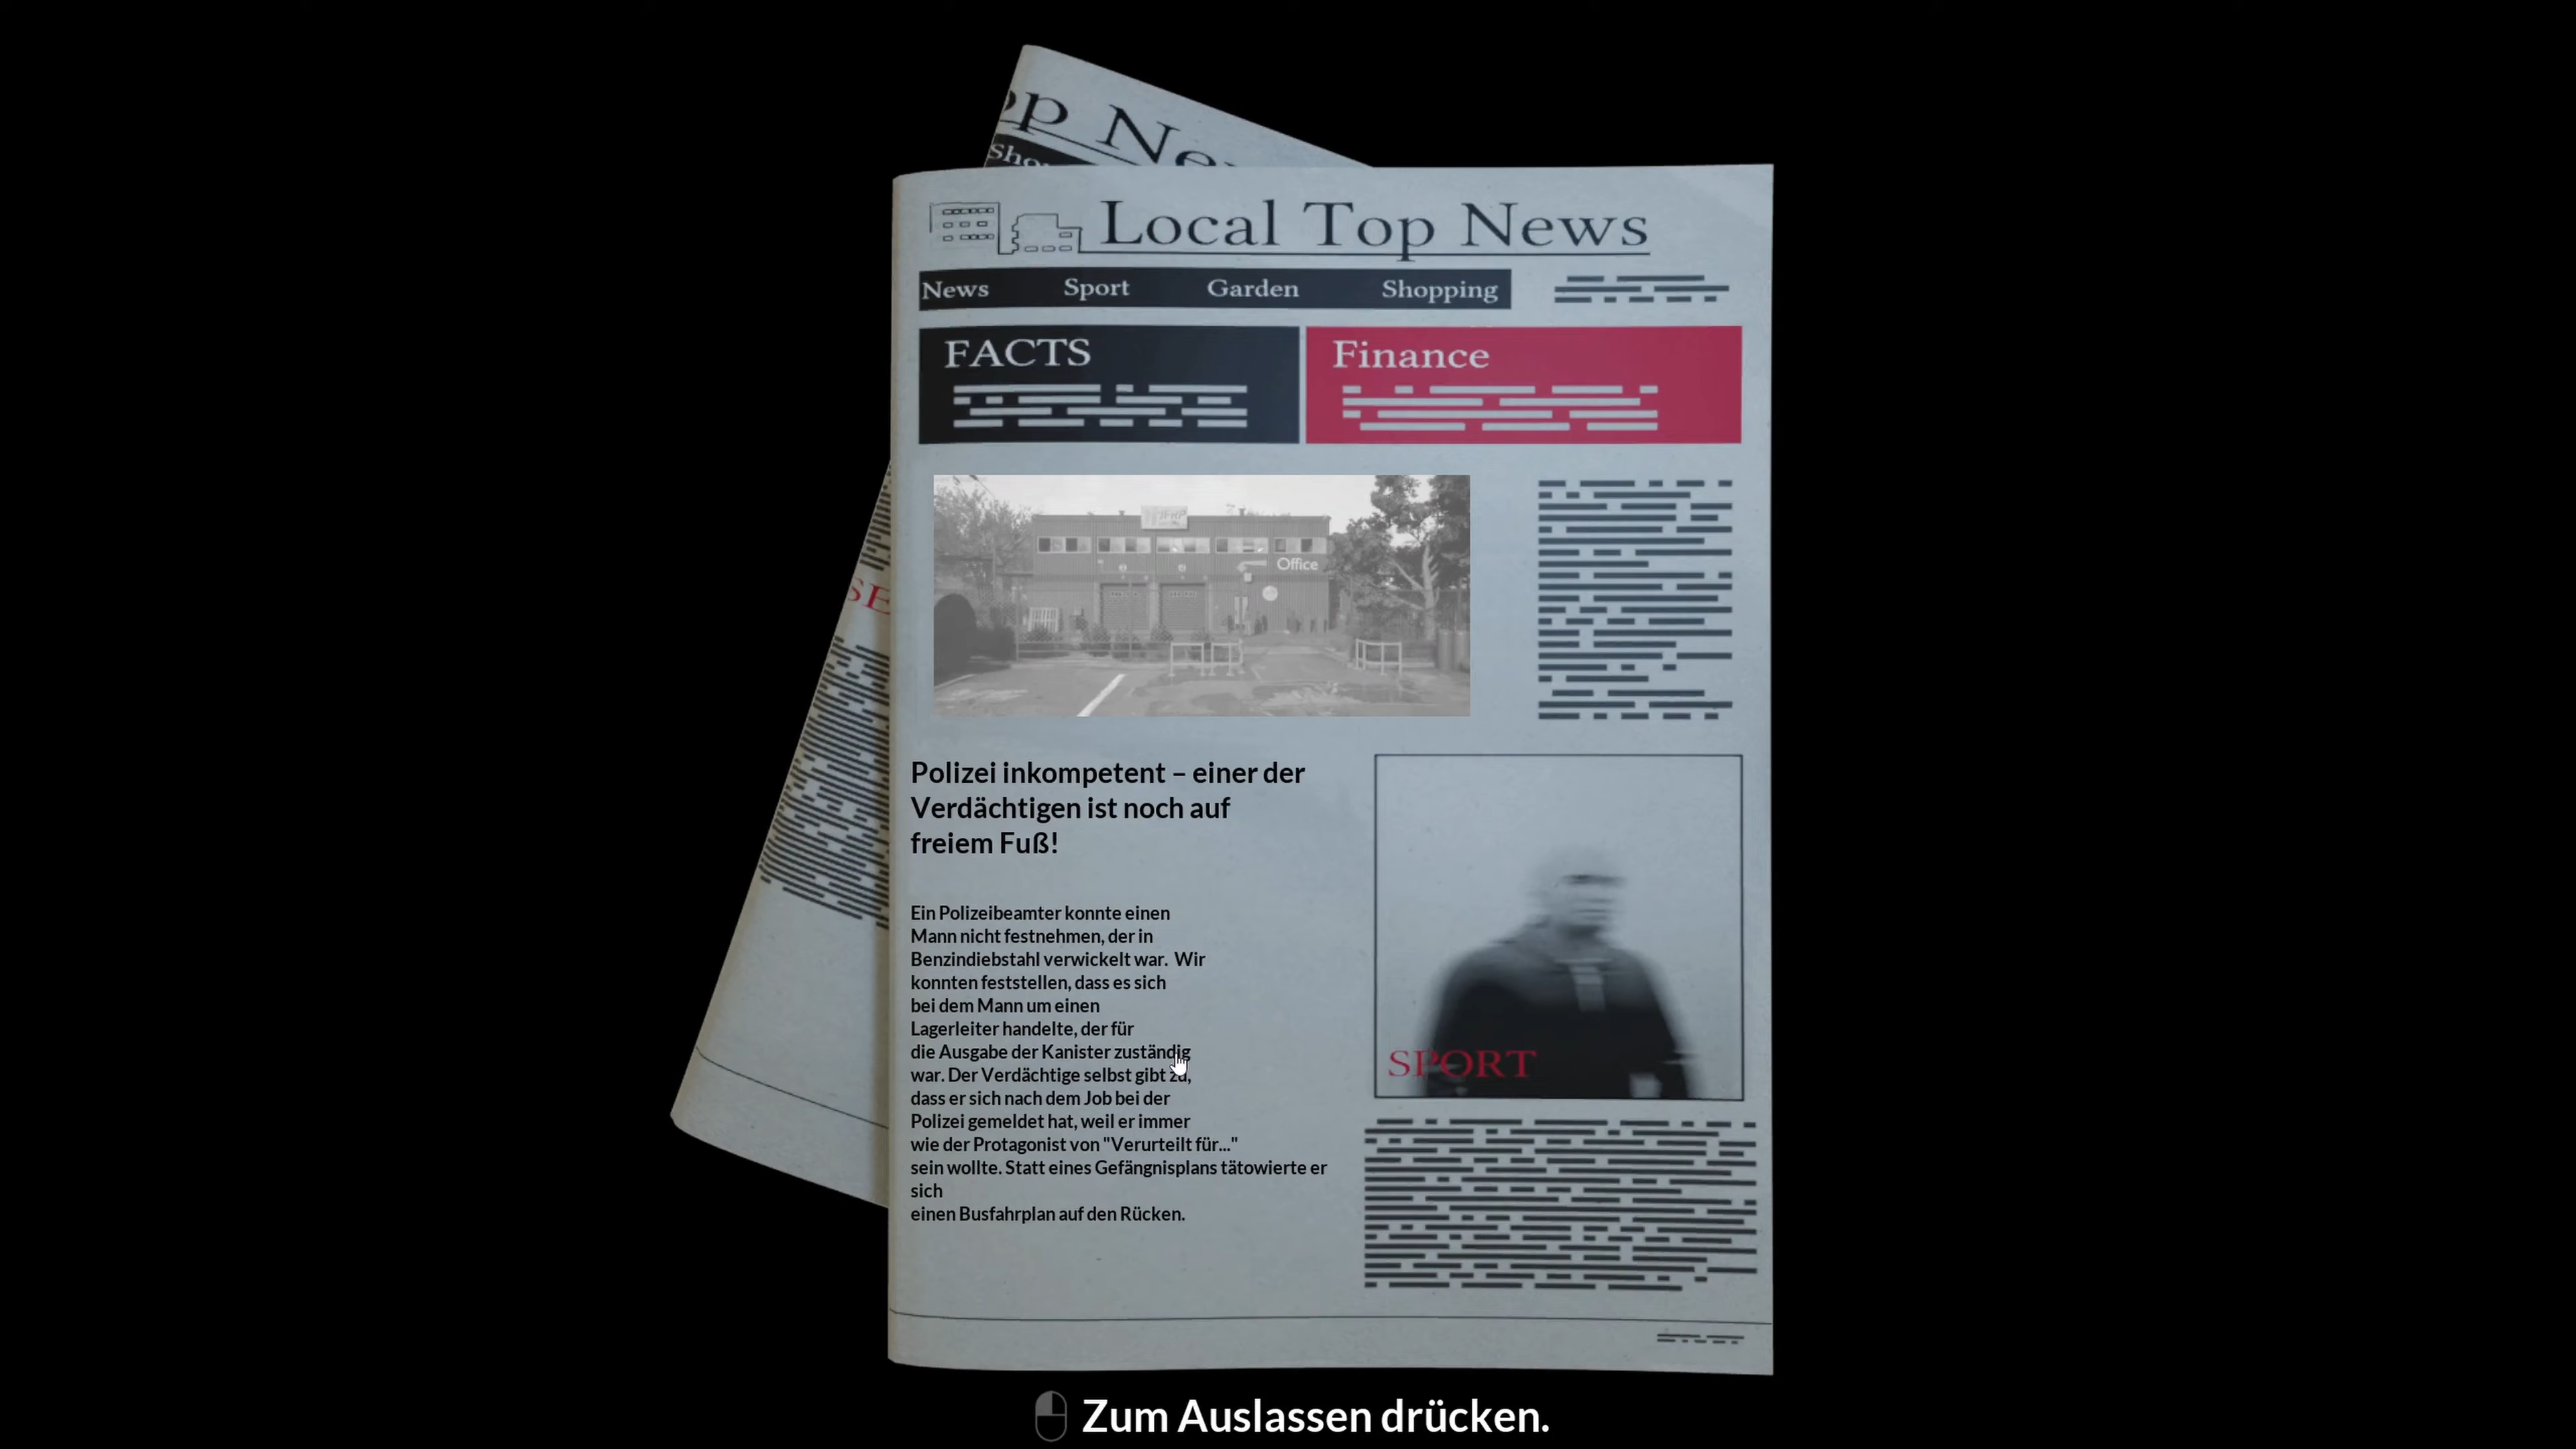 op Ne
Sho
Local Top News
News Sport Garden Shopping
FACTS
Finance
Office
SE
Polizei inkompetent – einer der
Verdächtigen ist noch auf
freiem Fuß!
Ein Polizeibeamter konnte einen
Mann nicht festnehmen, der in
Benzindiebstahl verwickelt war.  Wir
konnten feststellen, dass es sich
bei dem Mann um einen
Lagerleiter handelte, der für
die Ausgabe der Kanister zuständig
war. Der Verdächtige selbst gibt zu,
dass er sich nach dem Job bei der
Polizei gemeldet hat, weil er immer
wie der Protagonist von "Verurteilt für..."
sein wollte. Statt eines Gefängnisplans tätowierte er
sich
einen Busfahrplan auf den Rücken.
SPORT
Zum Auslassen drücken.